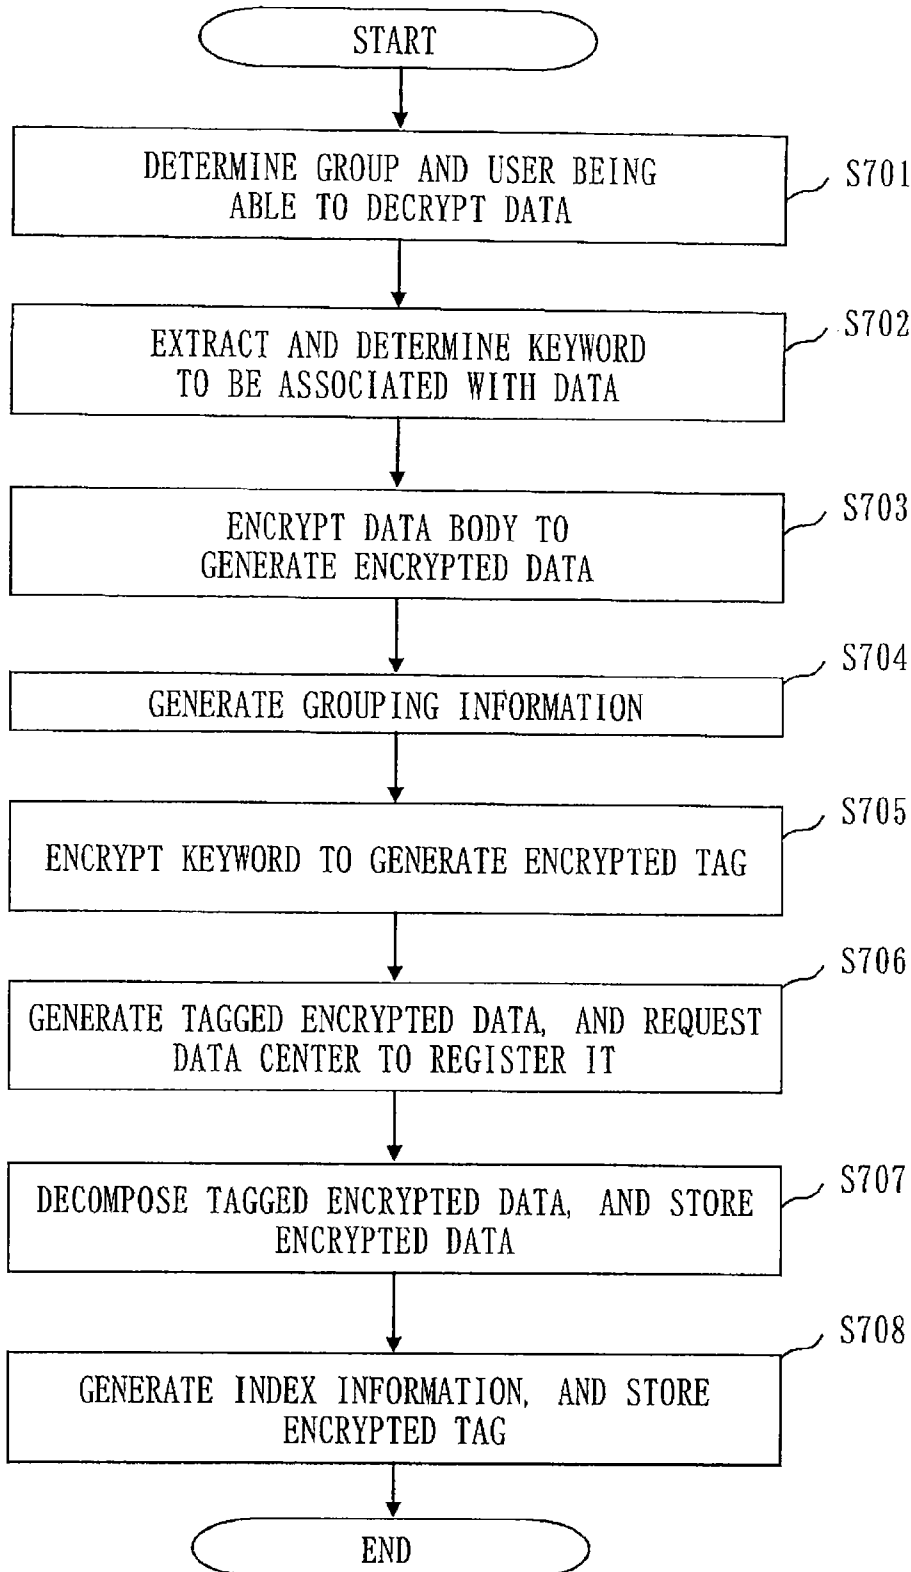 START
DETERMINE GROUP AND USER BEING
ABLE TO DECRYPT DATA
S701
EXTRACT AND DETERMINE KEYWORD
TO BE ASSOCIATED WITH DATA
S702
ENCRYPT DATA BODY TO
GENERATE ENCRYPTED DATA
S703
GENERATE GROUPING INFORMATION
S704
ENCRYPT KEYWORD TO GENERATE ENCRYPTED TAG
S705
GENERATE TAGGED ENCRYPTED DATA, AND REQUEST
DATA CENTER TO REGISTER IT
S706
DECOMPOSE TAGGED ENCRYPTED DATA, AND STORE
ENCRYPTED DATA
S707
GENERATE INDEX INFORMATION, AND STORE
ENCRYPTED TAG
S708
END